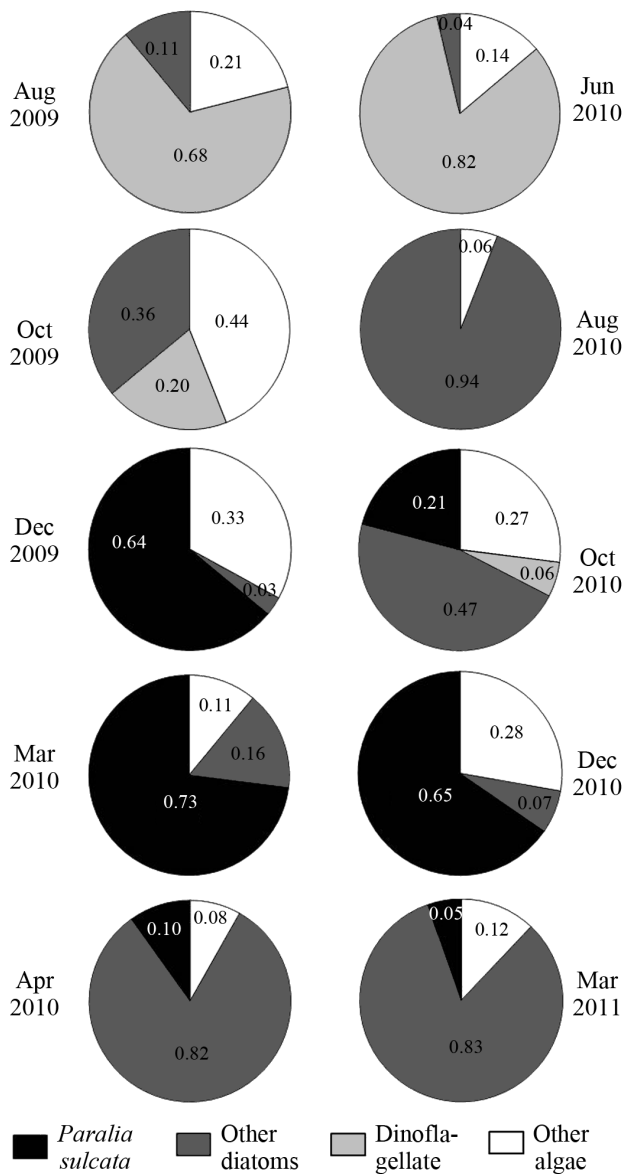 Aug
2009
0.11
0.21
0.68
0.04
0.14
0.82
Jun
2010
Oct
2009
0.36
0.44
0.20
0.06
0.94
Aug
2010
Dec
2009
0.64
0.33
0.03
0.21
0.27
0.06
0.47
Oct
2010
Mar
2010
0.11
0.16
0.73
0.28
0.65
0.07
Dec
2010
Apr
2010
0.10
0.08
0.82
0.05
0.12
0.83
Mar
2011
Paralia
sulcata
Other
diatoms
Dinofla-
gellate
Other
algae